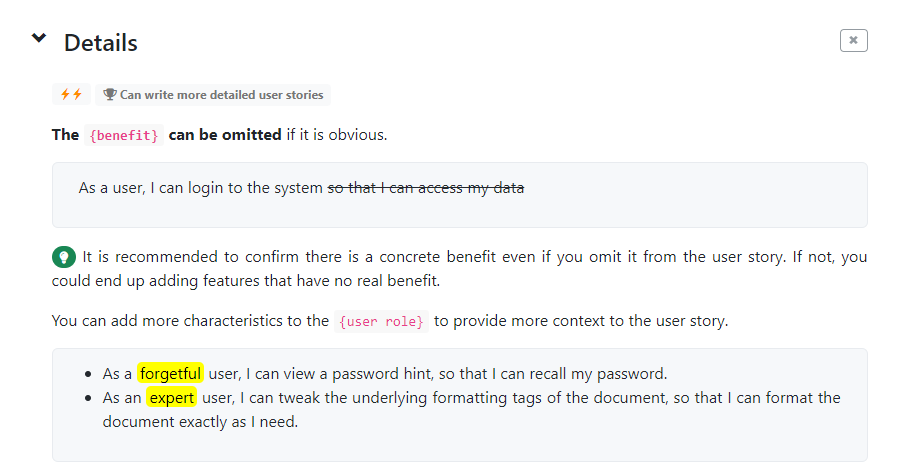 Details
Can write more detailed user stories
The {benefit} can be omitted if it is obvious.
As a user, I can login to the system so that I can access my data
It is recommended to confirm there is a concrete benefit even if you omit it from the user story. If not, you
could end up adding features that have no real benefit.
You can add more characteristics to the {user role} to provide more context to the user story.
• As a forgetful user, I can view a password hint, so that I can recall my password.
• As an expert user, I can tweak the underlying formatting tags of the document, so that I can format the
document exactly as I need.